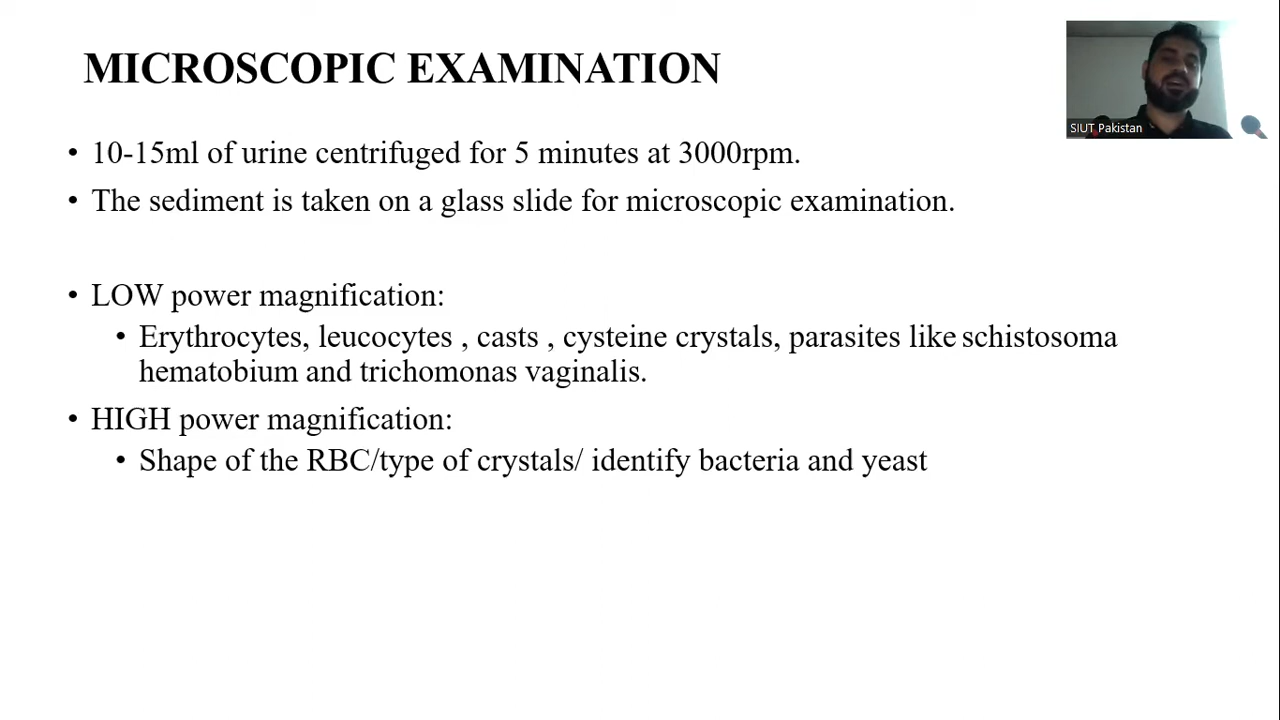 MICROSCOPIC EXAMINATION
SIUT Pakistan
• 10-15ml of urine centrifuged for 5 minutes at 3000rpm.
• The sediment is taken on a glass slide for microscopic examination.
• LOW power magnification:
• Erythrocytes, leucocytes , casts , cysteine crystals, parasites like schistosoma
hematobium and trichomonas vaginalis.
• HIGH power magnification:
• Shape of the RBC/type of crystals/ identify bacteria and yeast